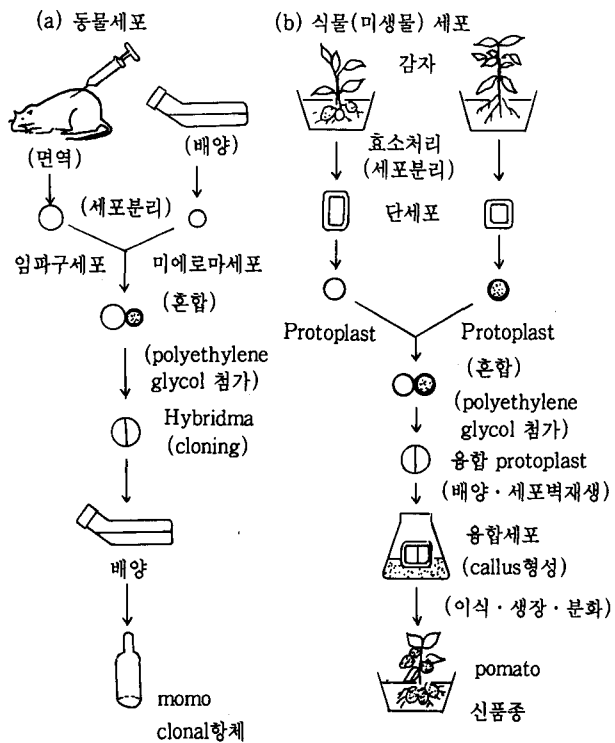 (a) 동물세포
(면역)
(배양)
(세포분리)
임파구세포
미에로마세포
(혼합)
(polyethylene
glycol 첨가)
Hybridma
(cloning)
배양
momo
clonal항체
(b) 식물(미생물) 세포
감자
효소처리
(세포분리)
단세포
Protoplast
Protoplast
(혼합)
(polyethylene
glycol 첨가)
융합 protoplast
(배양·세포벽재생)
융합세포
(callus형성)
(이식·생장·분화)
pomato
신품종